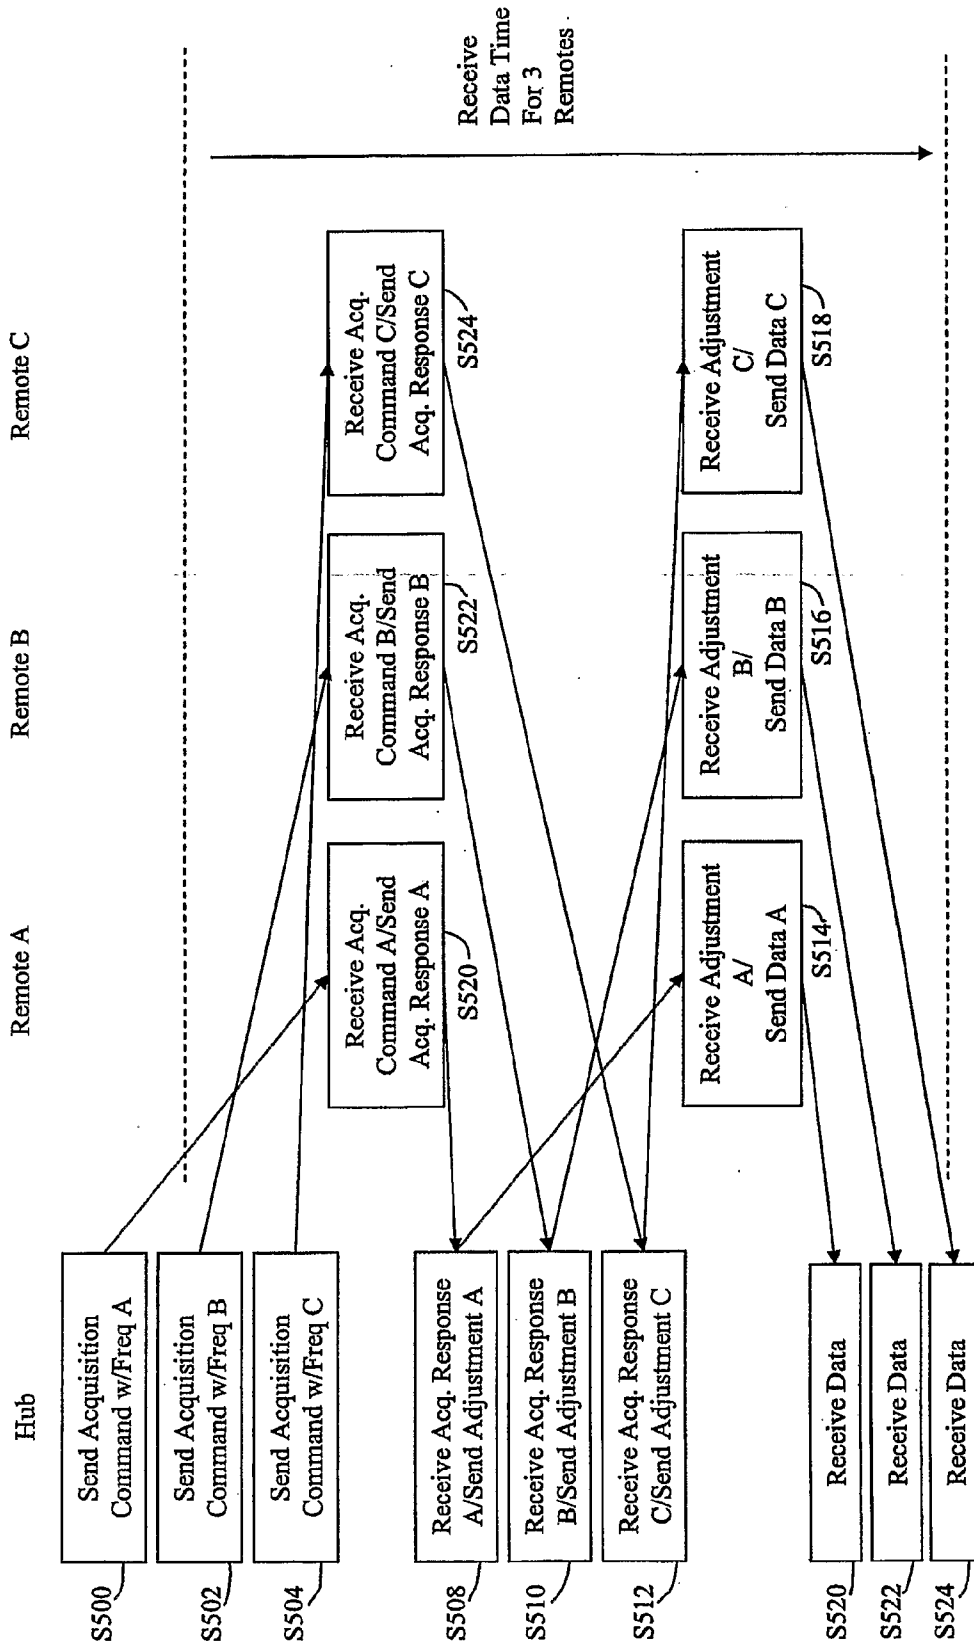 Hub
Remote A
Remote B
Remote C
Send Acquisition
Command w/Freq A
S500
Send Acquisition
Command w/Freq B
S502
Send Acquisition
Command w/Freq C
S504
Receive Acq.
Command A/Send
Acq. Response A
S520
Receive Acq.
Command B/Send
Acq. Response B
S522
Receive Acq.
Command C/Send
Acq. Response C
S524
Receive
Data Time
For 3
Remotes
Receive Acq. Response
A/Send Adjustment A
S508
Receive Acq. Response
B/Send Adjustment B
S510
Receive Acq. Response
C/Send Adjustment C
S512
Receive Adjustment
A/
Send Data A
S514
Receive Adjustment
B/
Send Data B
S516
Receive Adjustment
C/
Send Data C
S518
Receive Data
S520
Receive Data
S522
Receive Data
S524